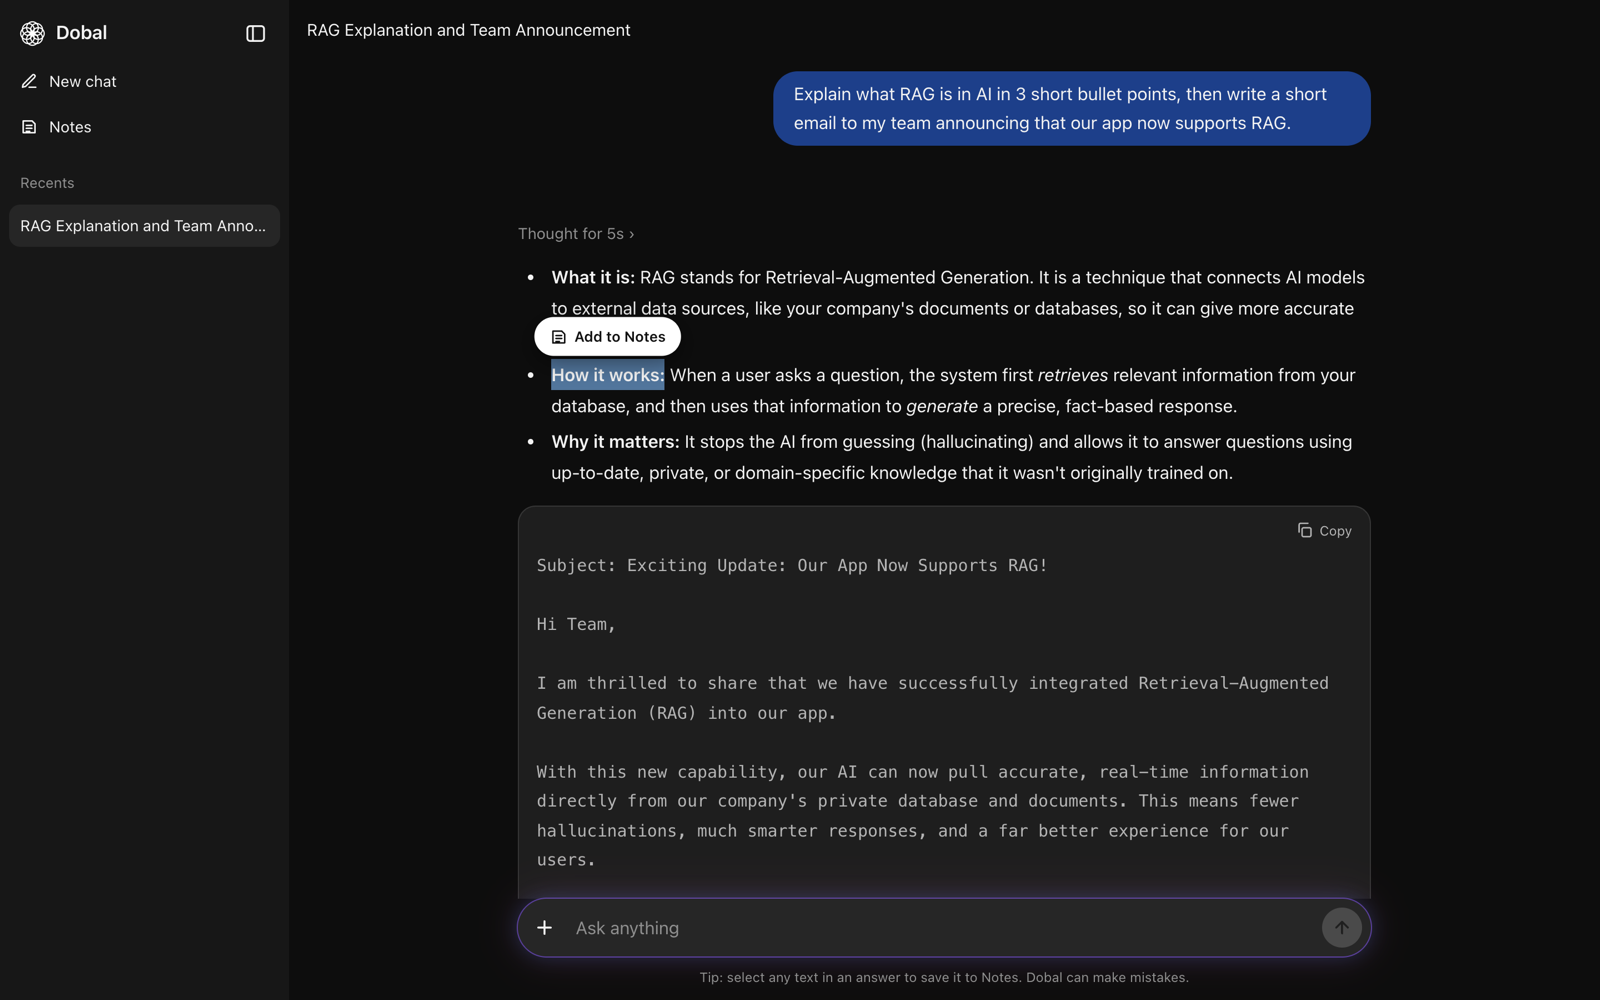 Dobal
New chat
Notes
Recents
RAG Explanation and Team Anno...
RAG Explanation and Team Announcement
Explain what RAG is in AI in 3 short bullet points, then write a short
email to my team announcing that our app now supports RAG.
Thought for 5s ›
• What it is: RAG stands for Retrieval-Augmented Generation. It is a technique that connects AI models
to external data sources, like your company's documents or databases, so it can give more accurate
Add to Notes
• How it works: When a user asks a question, the system first retrieves relevant information from your
database, and then uses that information to generate a precise, fact-based response.
• Why it matters: It stops the AI from guessing (hallucinating) and allows it to answer questions using
up-to-date, private, or domain-specific knowledge that it wasn't originally trained on.
Copy
Subject: Exciting Update: Our App Now Supports RAG!
Hi Team,
I am thrilled to share that we have successfully integrated Retrieval-Augmented
Generation (RAG) into our app.
With this new capability, our AI can now pull accurate, real-time information
directly from our company's private database and documents. This means fewer
hallucinations, much smarter responses, and a far better experience for our
users.
Ask anything
Tip: select any text in an answer to save it to Notes. Dobal can make mistakes.